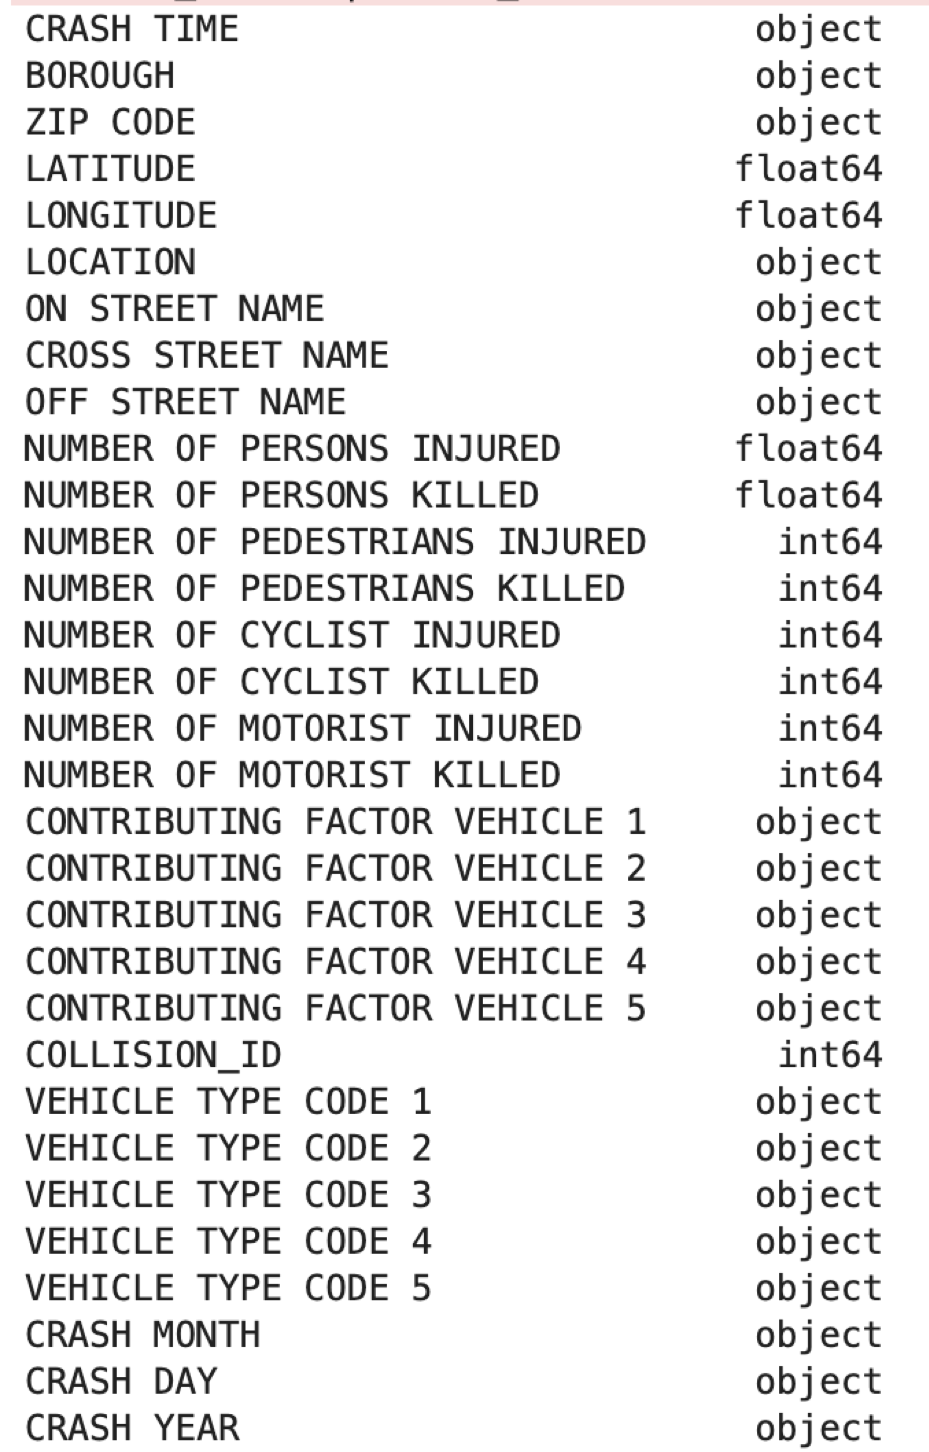 CRASH TIME object
BOROUGH object
ZIP CODE object
LATITUDE float64
LONGITUDE float64
LOCATION object
ON STREET NAME object
CROSS STREET NAME object
OFF STREET NAME object
NUMBER OF PERSONS INJURED float64
NUMBER OF PERSONS KILLED float64
NUMBER OF PEDESTRIANS INJURED int64
NUMBER OF PEDESTRIANS KILLED int64
NUMBER OF CYCLIST INJURED int64
NUMBER OF CYCLIST KILLED int64
NUMBER OF MOTORIST INJURED int64
NUMBER OF MOTORIST KILLED int64
CONTRIBUTING FACTOR VEHICLE 1 object
CONTRIBUTING FACTOR VEHICLE 2 object
CONTRIBUTING FACTOR VEHICLE 3 object
CONTRIBUTING FACTOR VEHICLE 4 object
CONTRIBUTING FACTOR VEHICLE 5 object
COLLISION_ID int64
VEHICLE TYPE CODE 1 object
VEHICLE TYPE CODE 2 object
VEHICLE TYPE CODE 3 object
VEHICLE TYPE CODE 4 object
VEHICLE TYPE CODE 5 object
CRASH MONTH object
CRASH DAY object
CRASH YEAR object